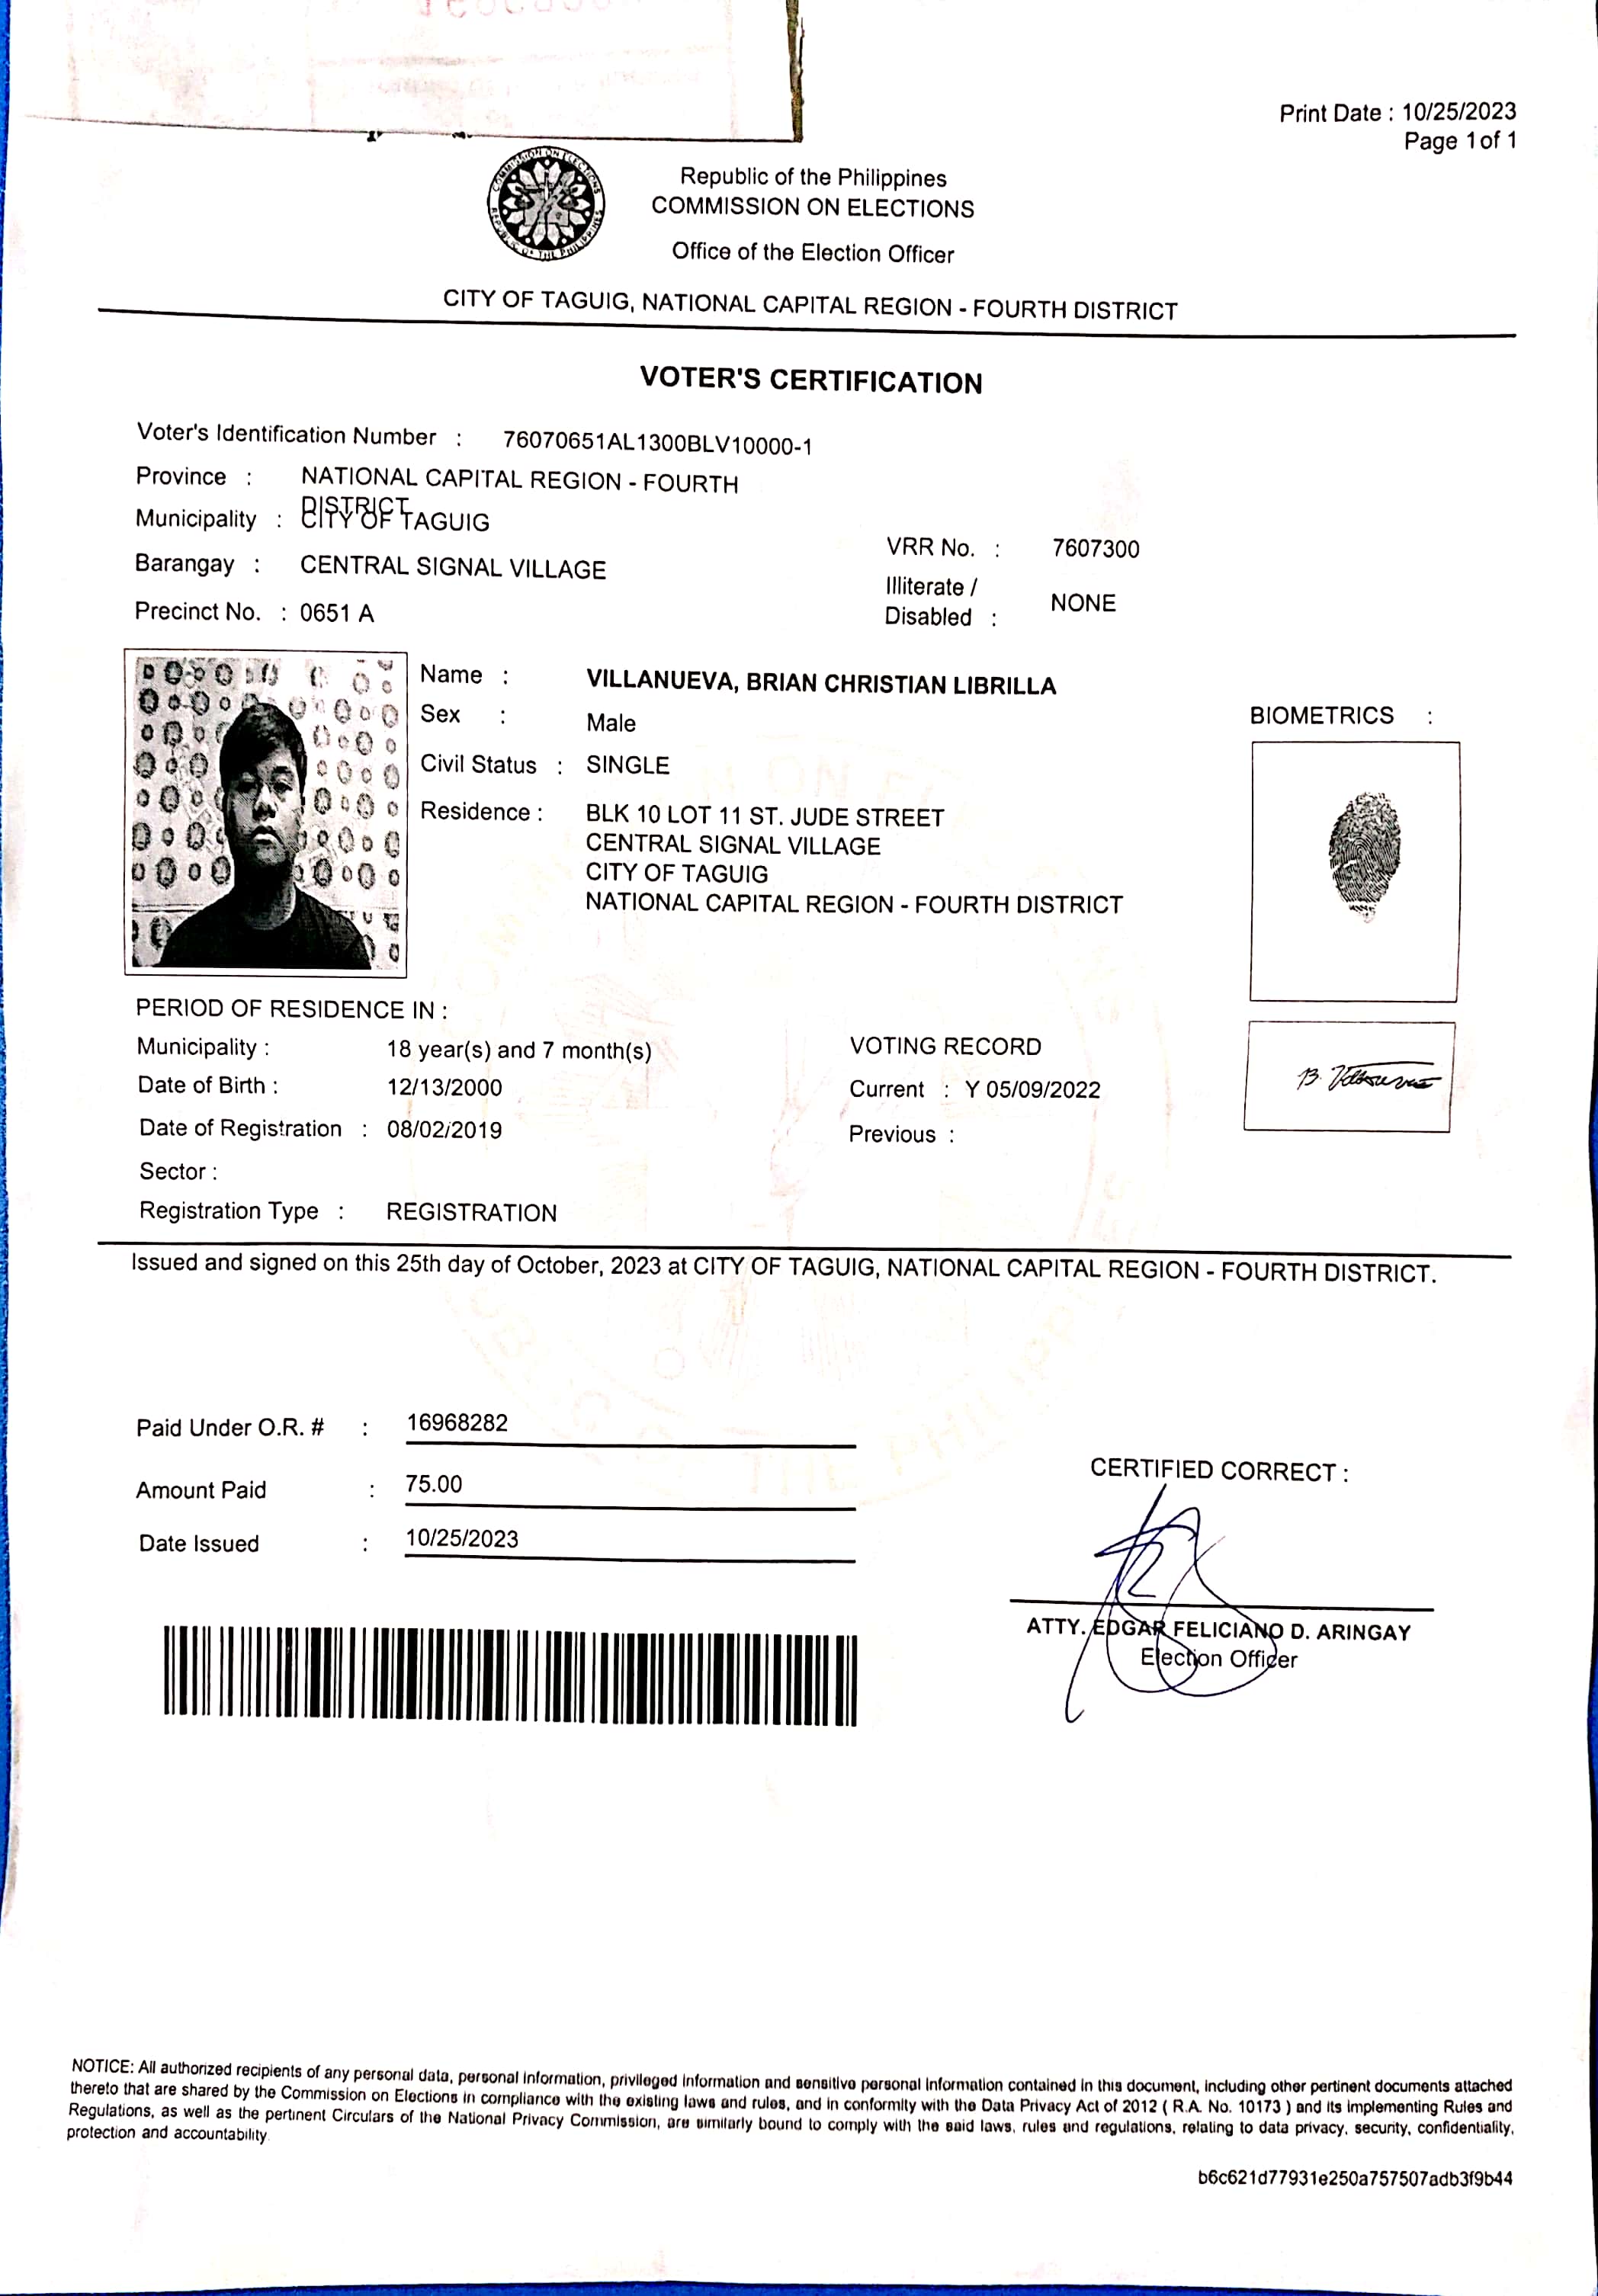 Print Date : 10/25/2023
Page 1 of 1
Republic of the Philippines
COMMISSION ON ELECTIONS
Office of the Election Officer
CITY OF TAGUIG, NATIONAL CAPITAL REGION - FOURTH DISTRICT
VOTER'S CERTIFICATION
Voter's Identification Number : 76070651AL1300BLV10000-1
Province : NATIONAL CAPITAL REGION - FOURTH
DISTRICT
Municipality : CITY OF TAGUIG
Barangay : CENTRAL SIGNAL VILLAGE
Precinct No. : 0651 A
VRR No. : 7607300
Illiterate /
Disabled : NONE
Name : VILLANUEVA, BRIAN CHRISTIAN LIBRILLA
Sex : Male
Civil Status : SINGLE
Residence : BLK 10 LOT 11 ST. JUDE STREET
CENTRAL SIGNAL VILLAGE
CITY OF TAGUIG
NATIONAL CAPITAL REGION - FOURTH DISTRICT
BIOMETRICS :
PERIOD OF RESIDENCE IN :
Municipality : 18 year(s) and 7 month(s)
Date of Birth : 12/13/2000
Date of Registration : 08/02/2019
Sector :
Registration Type : REGISTRATION
VOTING RECORD
Current : Y 05/09/2022
Previous :
Issued and signed on this 25th day of October, 2023 at CITY OF TAGUIG, NATIONAL CAPITAL REGION - FOURTH DISTRICT.
Paid Under O.R. # : 16968282
Amount Paid : 75.00
Date Issued : 10/25/2023
CERTIFIED CORRECT :
ATTY. EDGAR FELICIANO D. ARINGAY
Election Officer
NOTICE: All authorized recipients of any personal data, personal information, privileged information and sensitive personal information contained in this document, including other pertinent documents attached
thereto that are shared by the Commission on Elections in compliance with the existing laws and rules, and in conformity with the Data Privacy Act of 2012 ( R.A. No. 10173 ) and its Implementing Rules and
Regulations, as well as the pertinent Circulars of the National Privacy Commission, are similarly bound to comply with the said laws, rules and regulations, relating to data privacy, security, confidentiality,
protection and accountability
b6c621d77931e250a757507adb3f9b44